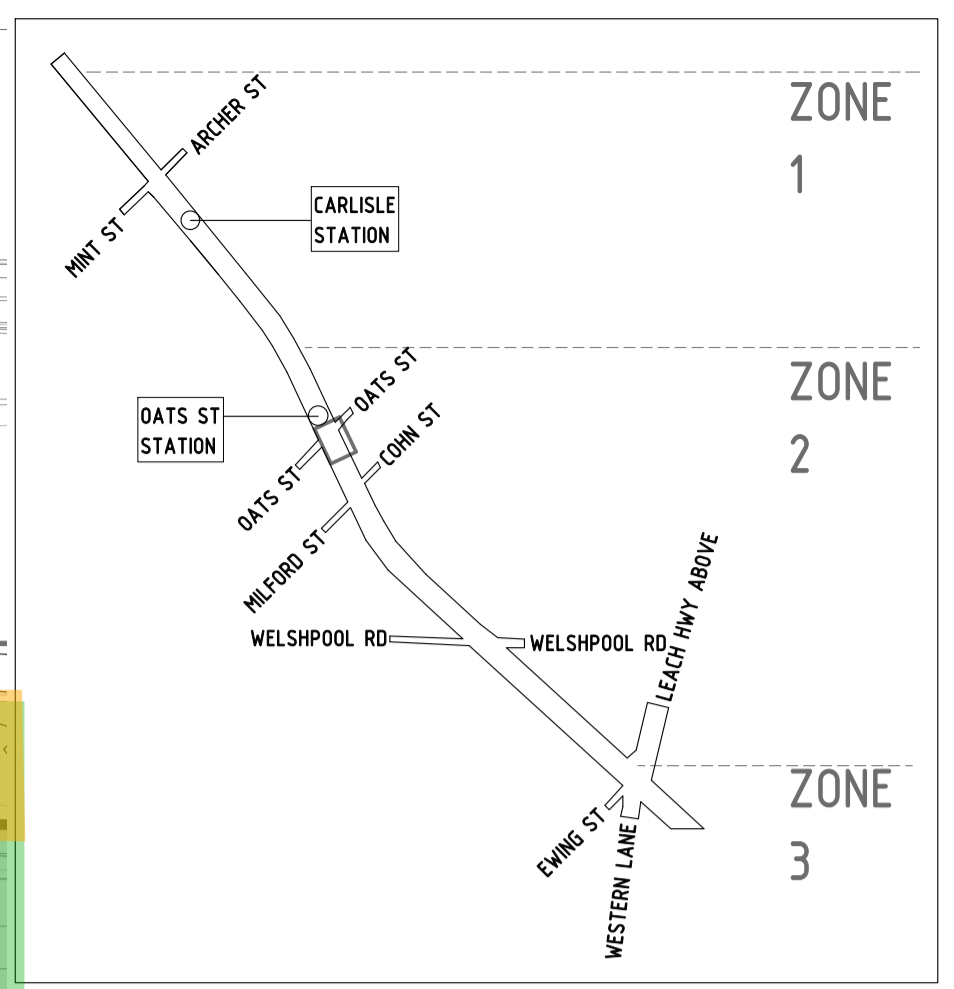 ZONE
1
ARCHER ST
CARLISLE
STATION
MINT ST
ZONE
2
OATS ST
OATS ST
STATION
COHN ST
OATS ST
MILFORD ST
LEACH HWY ABOVE
WELSHPOOL RD
WELSHPOOL RD
ZONE
3
EWING ST
WESTERN LANE